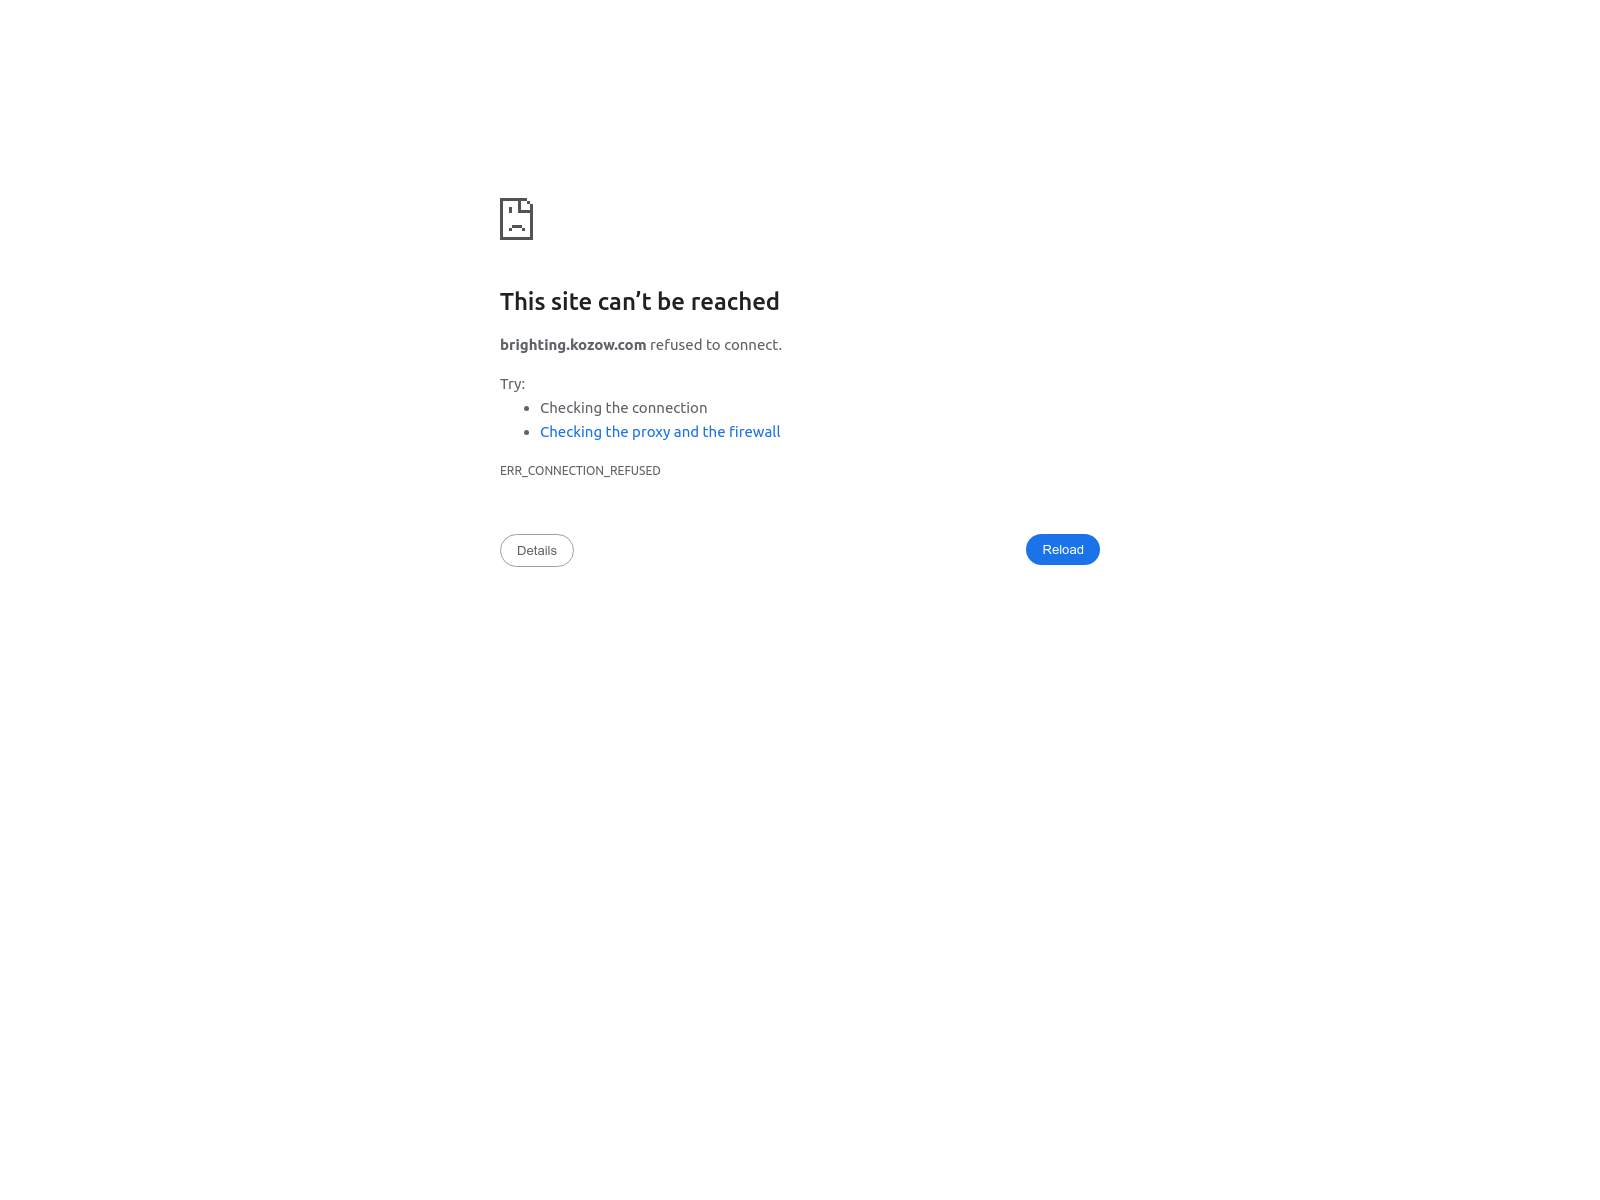 This site can’t be reached
brighting.kozow.com refused to connect.
Try:
Checking the connection
Checking the proxy and the firewall
ERR_CONNECTION_REFUSED
Details
Reload